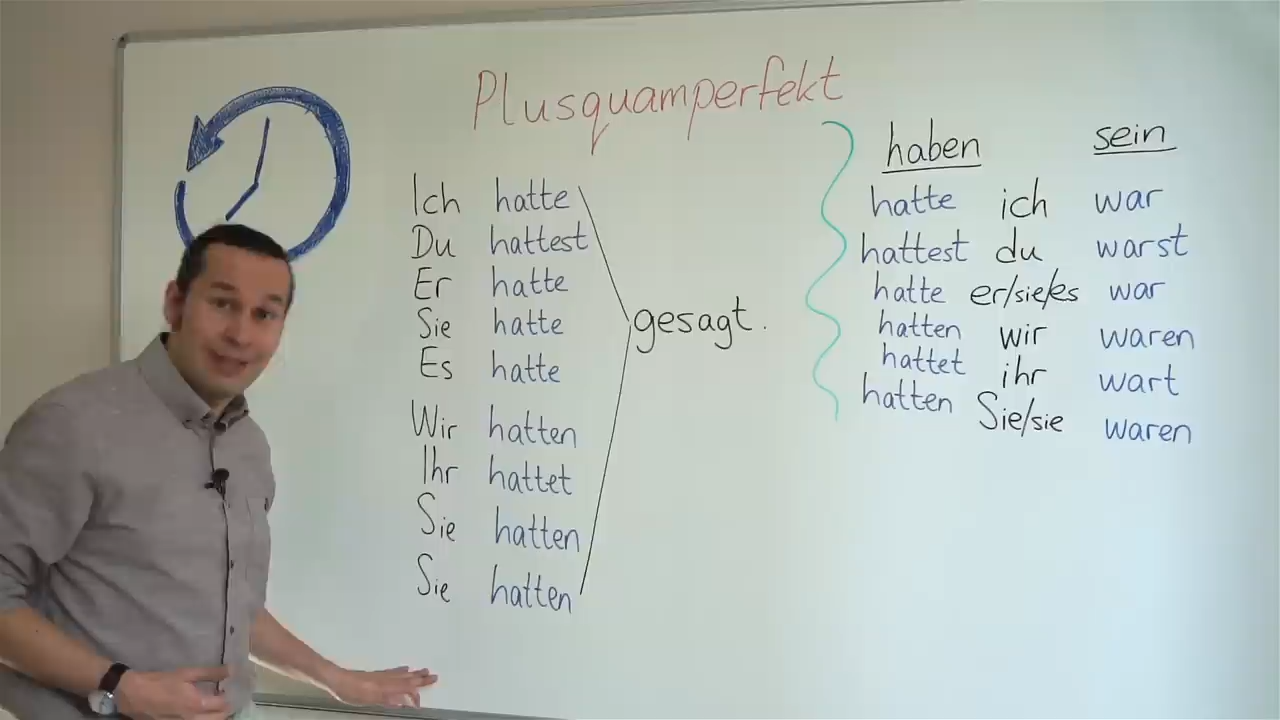 Plusquamperfekt
Ich hatte
Du hattest
Er hatte
Sie hatte
Es hatte
Wir hatten
Ihr hattet
Sie hatten
Sie hatten
gesagt.
haben sein
hatte ich war
hattest du warst
hatte er/sie/es war
hatten wir waren
hattet ihr wart
hatten Sie/sie waren